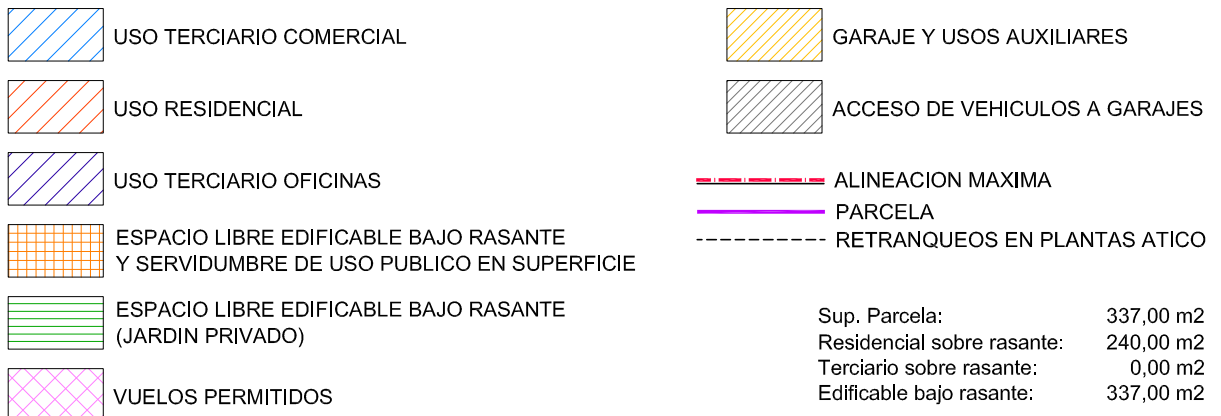 USO TERCIARIO COMERCIAL
USO RESIDENCIAL
USO TERCIARIO OFICINAS
ESPACIO LIBRE EDIFICABLE BAJO RASANTE
Y SERVIDUMBRE DE USO PUBLICO EN SUPERFICIE
ESPACIO LIBRE EDIFICABLE BAJO RASANTE
(JARDIN PRIVADO)
VUELOS PERMITIDOS
GARAJE Y USOS AUXILIARES
ACCESO DE VEHICULOS A GARAJES
ALINEACION MAXIMA
PARCELA
RETRANQUEOS EN PLANTAS ATICO
Sup. Parcela: 337,00 m2
Residencial sobre rasante: 240,00 m2
Terciario sobre rasante: 0,00 m2
Edificable bajo rasante: 337,00 m2